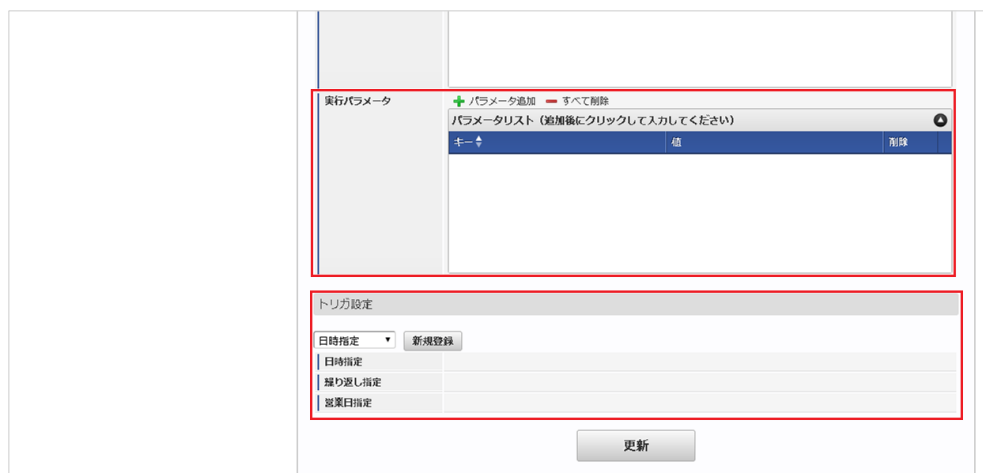 実行パラメータ
パラメータ追加 すべて削除
パラメータリスト（追加後にクリックして入力してください）
キー 値 削除
トリガ設定
日時指定 新規登録
日時指定
繰り返し指定
営業日指定
更新